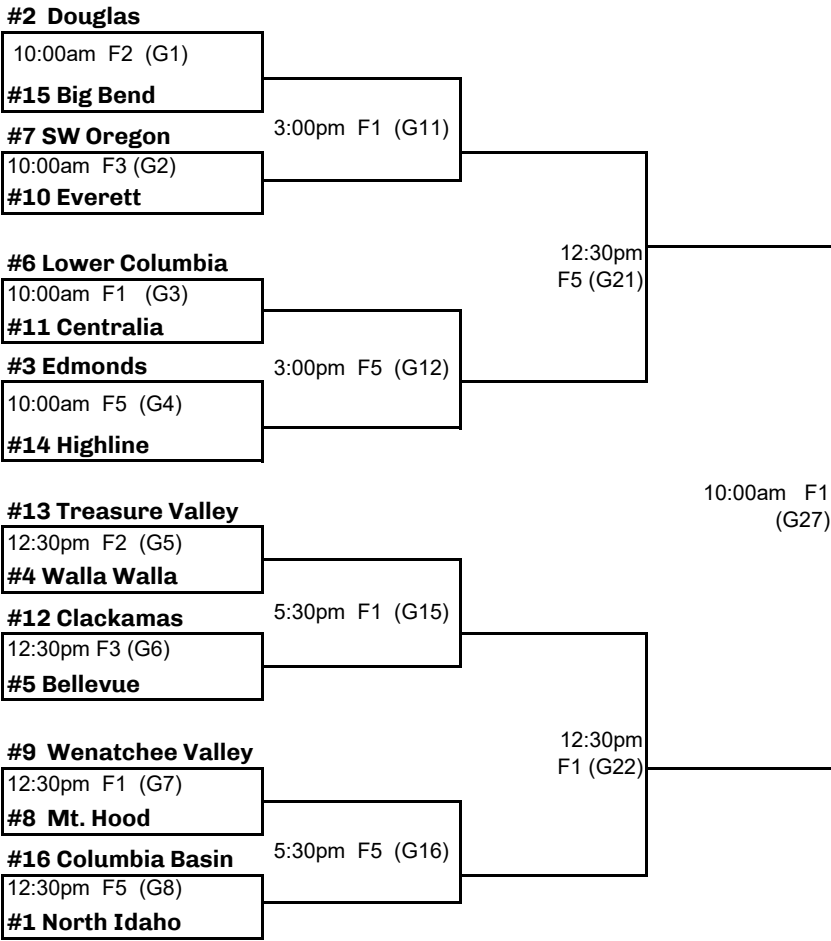 #2 Douglas
10:00am F2 (G1)
#15 Big Bend
#7 SW Oregon
10:00am F3 (G2)
#10 Everett
3:00pm F1 (G11)
#6 Lower Columbia
10:00am F1 (G3)
#11 Centralia
#3 Edmonds
10:00am F5 (G4)
#14 Highline
3:00pm F5 (G12)
12:30pm
F5 (G21)
#13 Treasure Valley
12:30pm F2 (G5)
#4 Walla Walla
#12 Clackamas
12:30pm F3 (G6)
#5 Bellevue
5:30pm F1 (G15)
#9 Wenatchee Valley
12:30pm F1 (G7)
#8 Mt. Hood
#16 Columbia Basin
12:30pm F5 (G8)
#1 North Idaho
5:30pm F5 (G16)
12:30pm
F1 (G22)
10:00am F1
(G27)